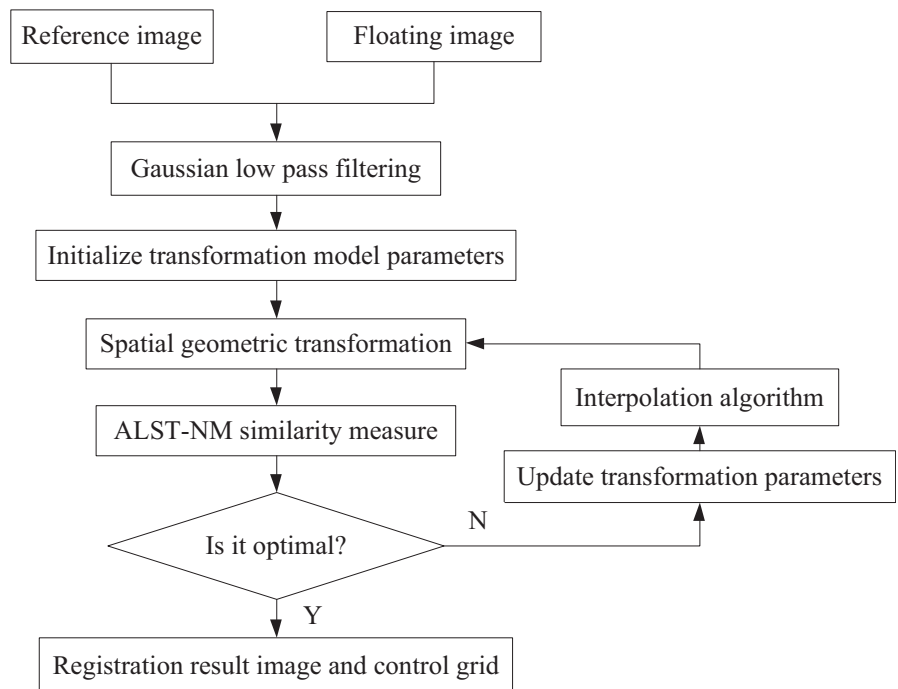 Reference image
Floating image
Gaussian low pass filtering
Initialize transformation model parameters
Spatial geometric transformation
Interpolation algorithm
ALST-NM similarity measure
Update transformation parameters
N
Is it optimal?
Y
Registration result image and control grid